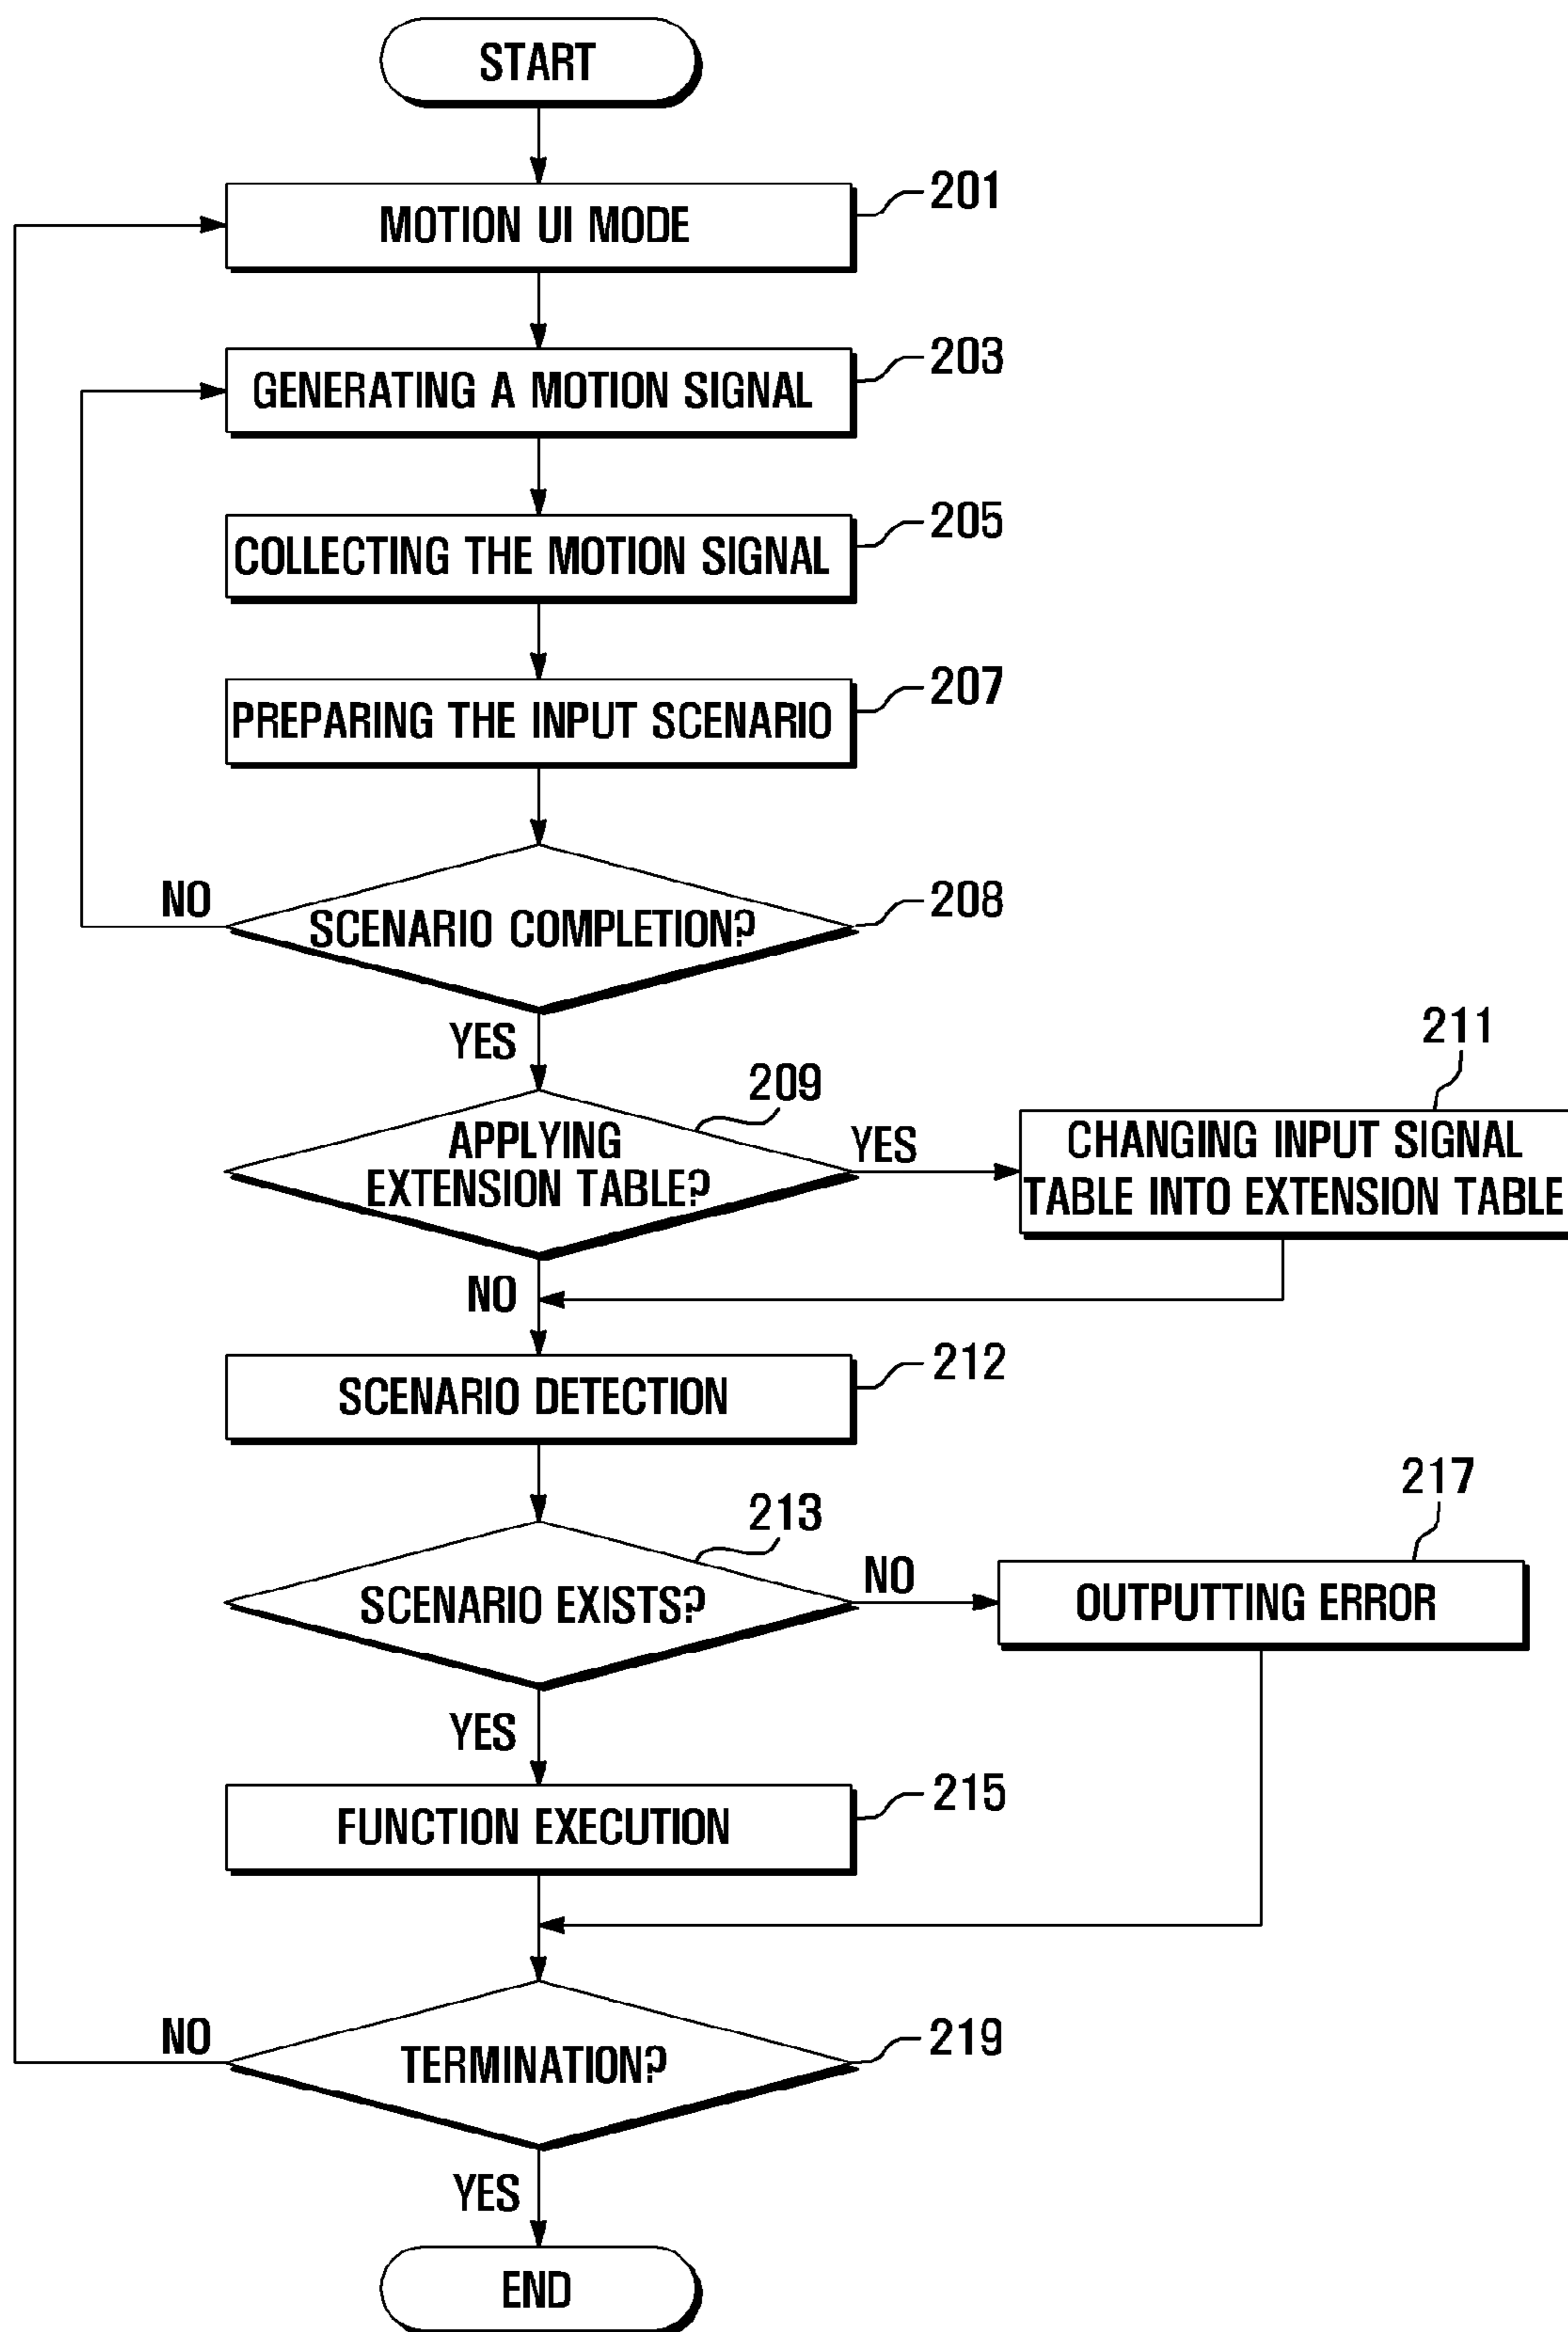 START
MOTION UI MODE
201
GENERATING A MOTION SIGNAL
203
COLLECTING THE MOTION SIGNAL
205
PREPARING THE INPUT SCENARIO
207
NO
SCENARIO COMPLETION?
208
YES
209
211
APPLYING
EXTENSION TABLE?
YES
CHANGING INPUT SIGNAL
TABLE INTO EXTENSION TABLE
NO
SCENARIO DETECTION
212
213
217
SCENARIO EXISTS?
NO
OUTPUTTING ERROR
YES
FUNCTION EXECUTION
215
NO
TERMINATION?
219
YES
END